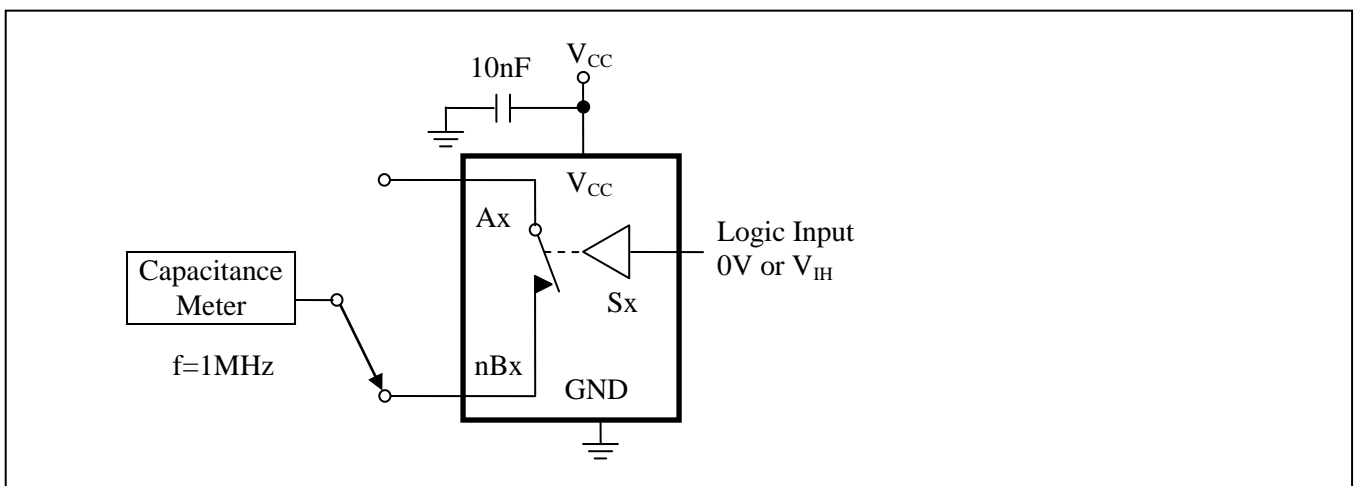 V_CC
10nF
V_CC
Ax
Logic Input
0V or V_IH
Capacitance
Meter
Sx
f=1MHz
nBx
GND